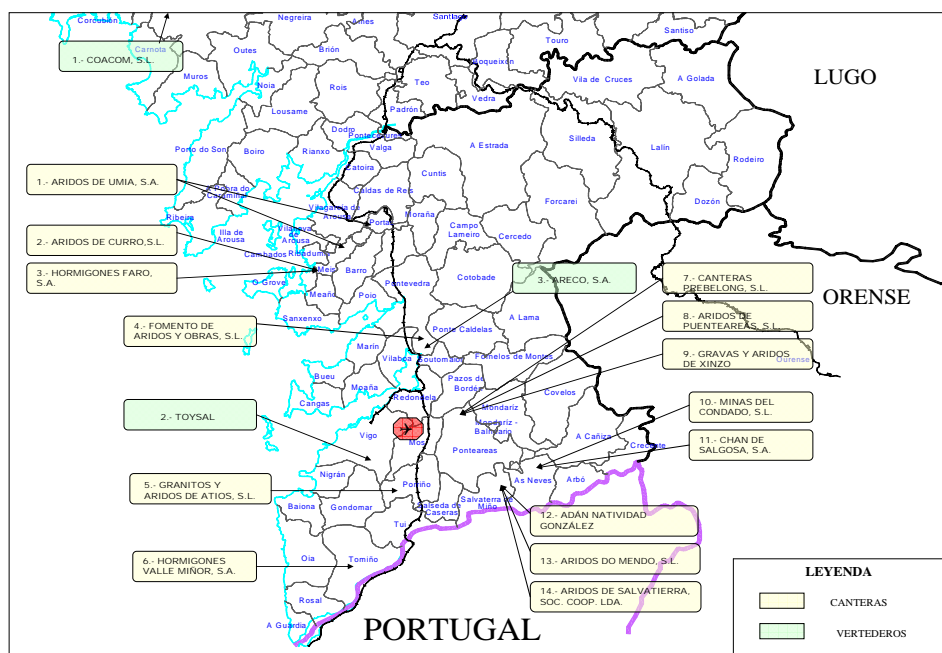 Corcubión
Negreira
Ames
Santiago
Santiso
Touro
Carnota
1.- COACOM, S.L.
Outes
Brión
Boqueixón
LUGO
Muros
Noia
Rois
Teo
Vila de Cruces
A Golada
Vedra
Lousame
Padrón
Dodro
Pontecesures
Silleda
Porto do Son
Boiro
Rianxo
Valga
A Estrada
Lalín
Rodeiro
Catoira
Cuntis
1.- ARIDOS DE UMIA, S.A.
A Pobra do
Caramiñal
Caldas de Reis
Vilagarcía de
Arousa
Moraña
Forcarei
Dozón
Ribeira
Illa de
Arousa
Vilanova
de
Arousa
Portas
Campo
Lameiro
Cercedo
2.- ARIDOS DE CURRO,S.L.
Cambados
Ribadumia
Meis
Barro
3.- HORMIGONES FARO,
S.A.
O Grove
Meaño
Poio
Pontevedra
Cotobade
3.- ARECO, S.A.
7.- CANTERAS
PREBELONG, S.L.
ORENSE
Sanxenxo
A Lama
8.- ARIDOS DE
PUENTEAREAS, S.L.
4.- FOMENTO DE
ARIDOS Y OBRAS, S.L.
Ponte Caldelas
Marín
Vilaboa
Soutomaior
Fornelos de Montes
9.- GRAVAS Y ARIDOS
DE XINZO
Ourense
Bueu
Moaña
Pazos de
Bordén
Cangas
Redondela
Covelos
Mondaríz
Mondaríz -
Balneario
10.- MINAS DEL
CONDADO, S.L.
2.- TOYSAL
Vigo
Mos
A Cañiza
Crecente
11.- CHAN DE
SALGOSA, S.A.
Ponteareas
Nigrán
5.- GRANITOS Y
ARIDOS DE ATIOS, S.L.
Porriño
As Neves
Arbó
Baiona
Gondomar
Salceda de
Caseras
Salvaterra de
Miño
12.- ADÁN NATIVIDAD
GONZÁLEZ
Tui
Oia
Tomiño
6.- HORMIGONES
VALLE MIÑOR, S.A.
13.- ARIDOS DO MENDO, S.L.
14.- ARIDOS DE SALVATIERRA,
SOC. COOP. LDA.
Rosal
A Guardia
PORTUGAL
LEYENDA
CANTERAS
VERTEDEROS